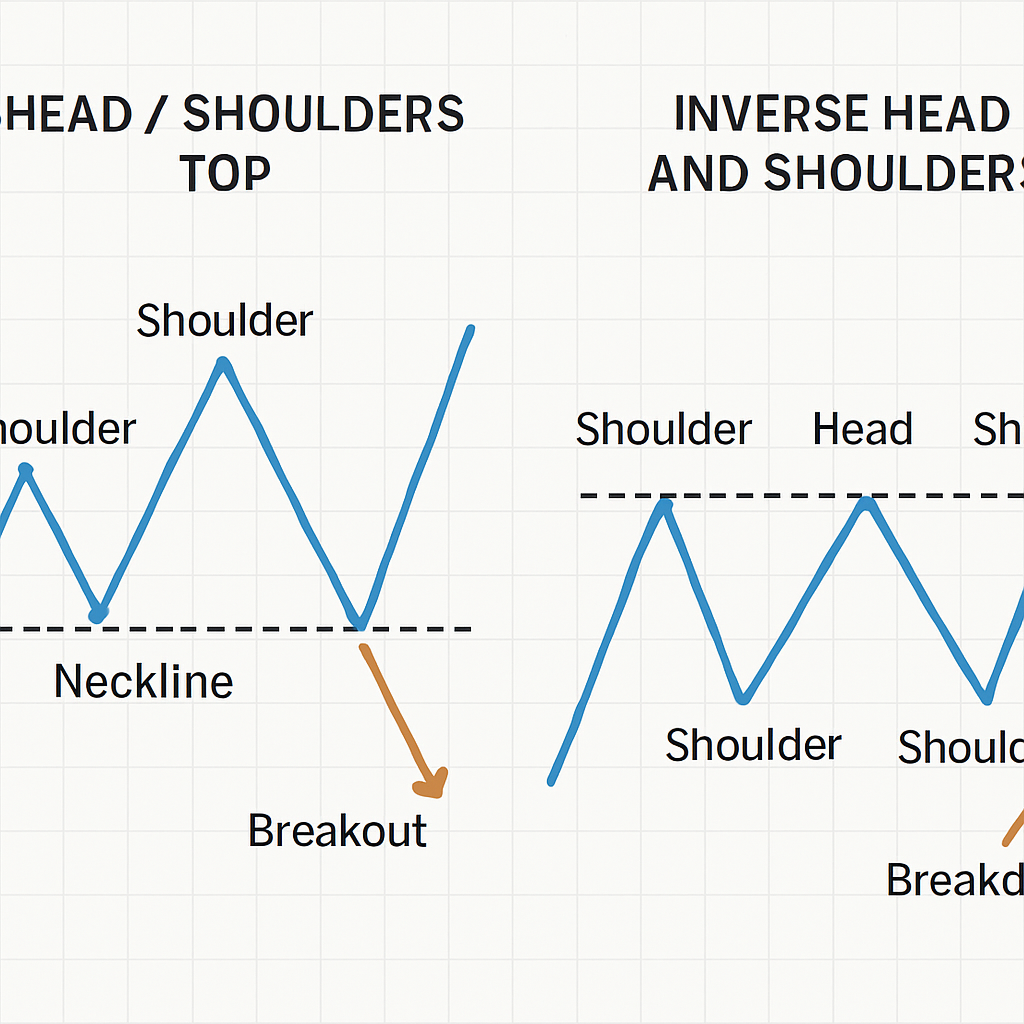 HEAD / SHOULDERS
TOP
Shoulder
houlder
Neckline
Breakout
INVERSE HEAD
AND SHOULDERS
Shoulder
Head
Sh
Shoulder
Should
Breakd